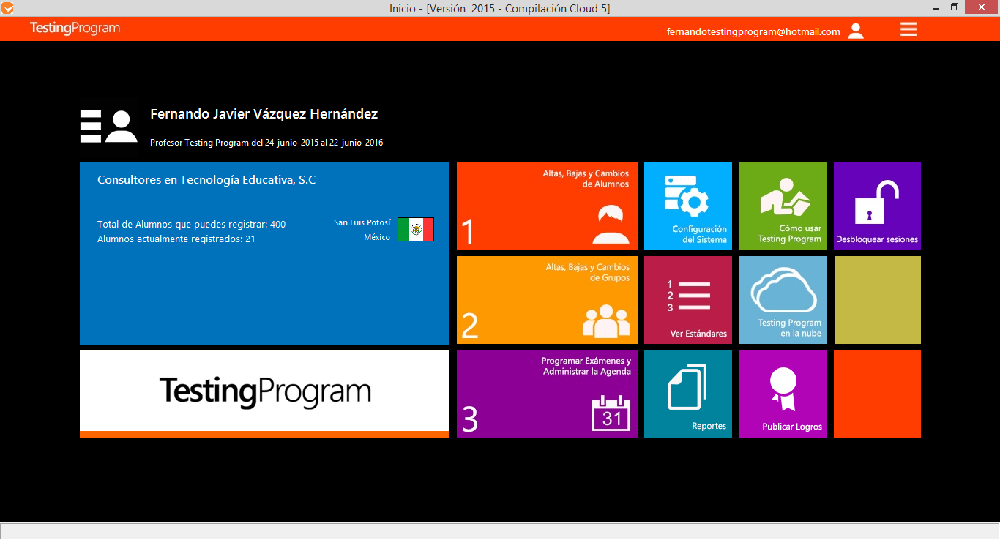 Inicio - [Versión 2015 - Compilación Cloud 5]
TestingProgram
fernandotestingprogram@hotmail.com
Fernando Javier Vázquez Hernández
Profesor Testing Program del 24-junio-2015 al 22-junio-2016
Consultores en Tecnología Educativa, S.C
Total de Alumnos que puedes registrar: 400
Alumnos actualmente registrados: 21
San Luis Potosí
México
TestingProgram
Altas, Bajas y Cambios
de Alumnos
1
Altas, Bajas y Cambios
de Grupos
2
Programar Exámenes y
Administrar la Agenda
31
3
Configuración
del Sistema
Cómo usar
Testing Program
Desbloquear sesiones
1
2
3
Ver Estándares
Testing Program
en la nube
Reportes
Publicar Logros